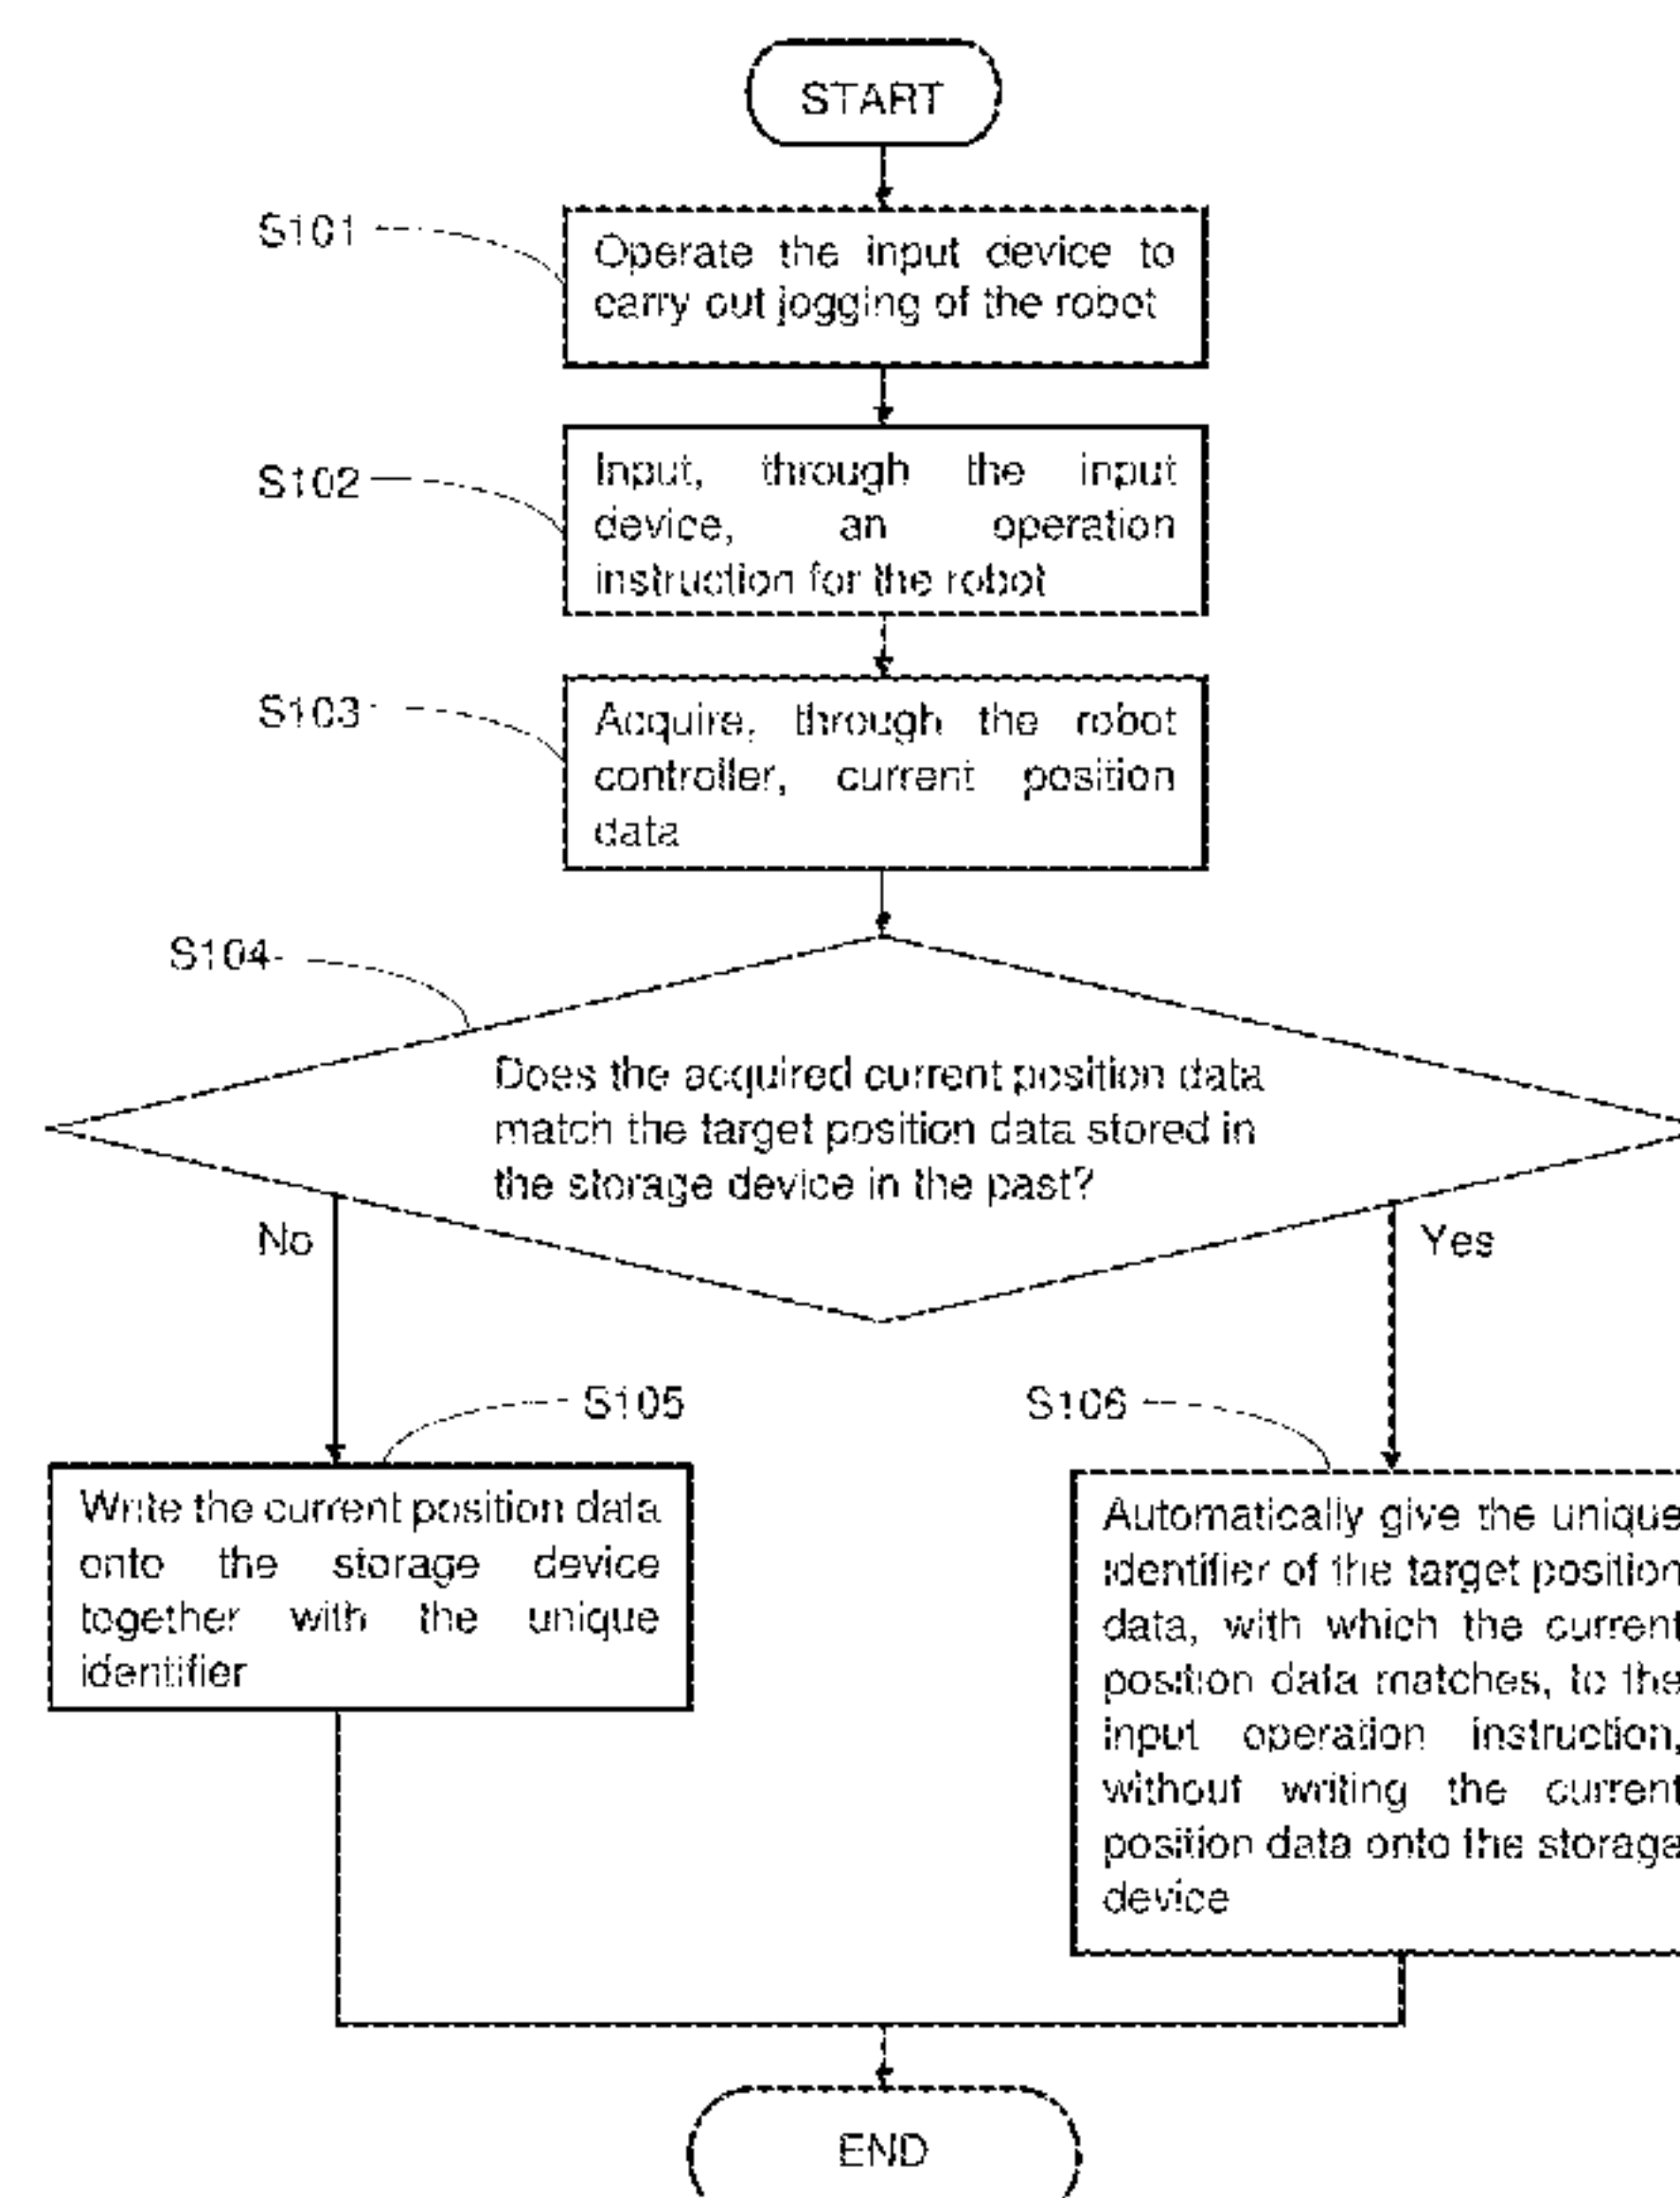 START
S101
Operate the input device to
carry out jogging of the robot
S102
Input, through the input
device, an operation
instruction for the robot
S103
Acquire, through the robot
controller, current position
data
S104
Does the acquired current position data
match the target position data stored in
the storage device in the past?
No
Yes
S105
S106
Write the current position data
onto the storage device
together with the unique
identifier
Automatically give the unique
identifier of the target position
data, with which the current
position data matches, to the
input operation instruction,
without writing the current
position data onto the storage
device
END